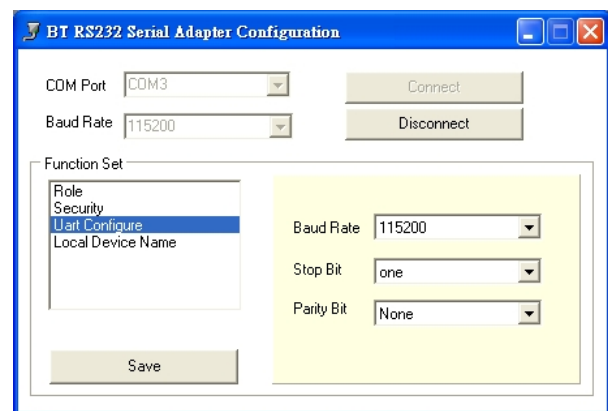 BT RS232 Serial Adapter Configuration
COM Port COM3 Connect
Baud Rate 115200 Disconnect
Function Set
Role
Security
Uart Configure
Local Device Name
Baud Rate 115200
Stop Bit one
Parity Bit None
Save